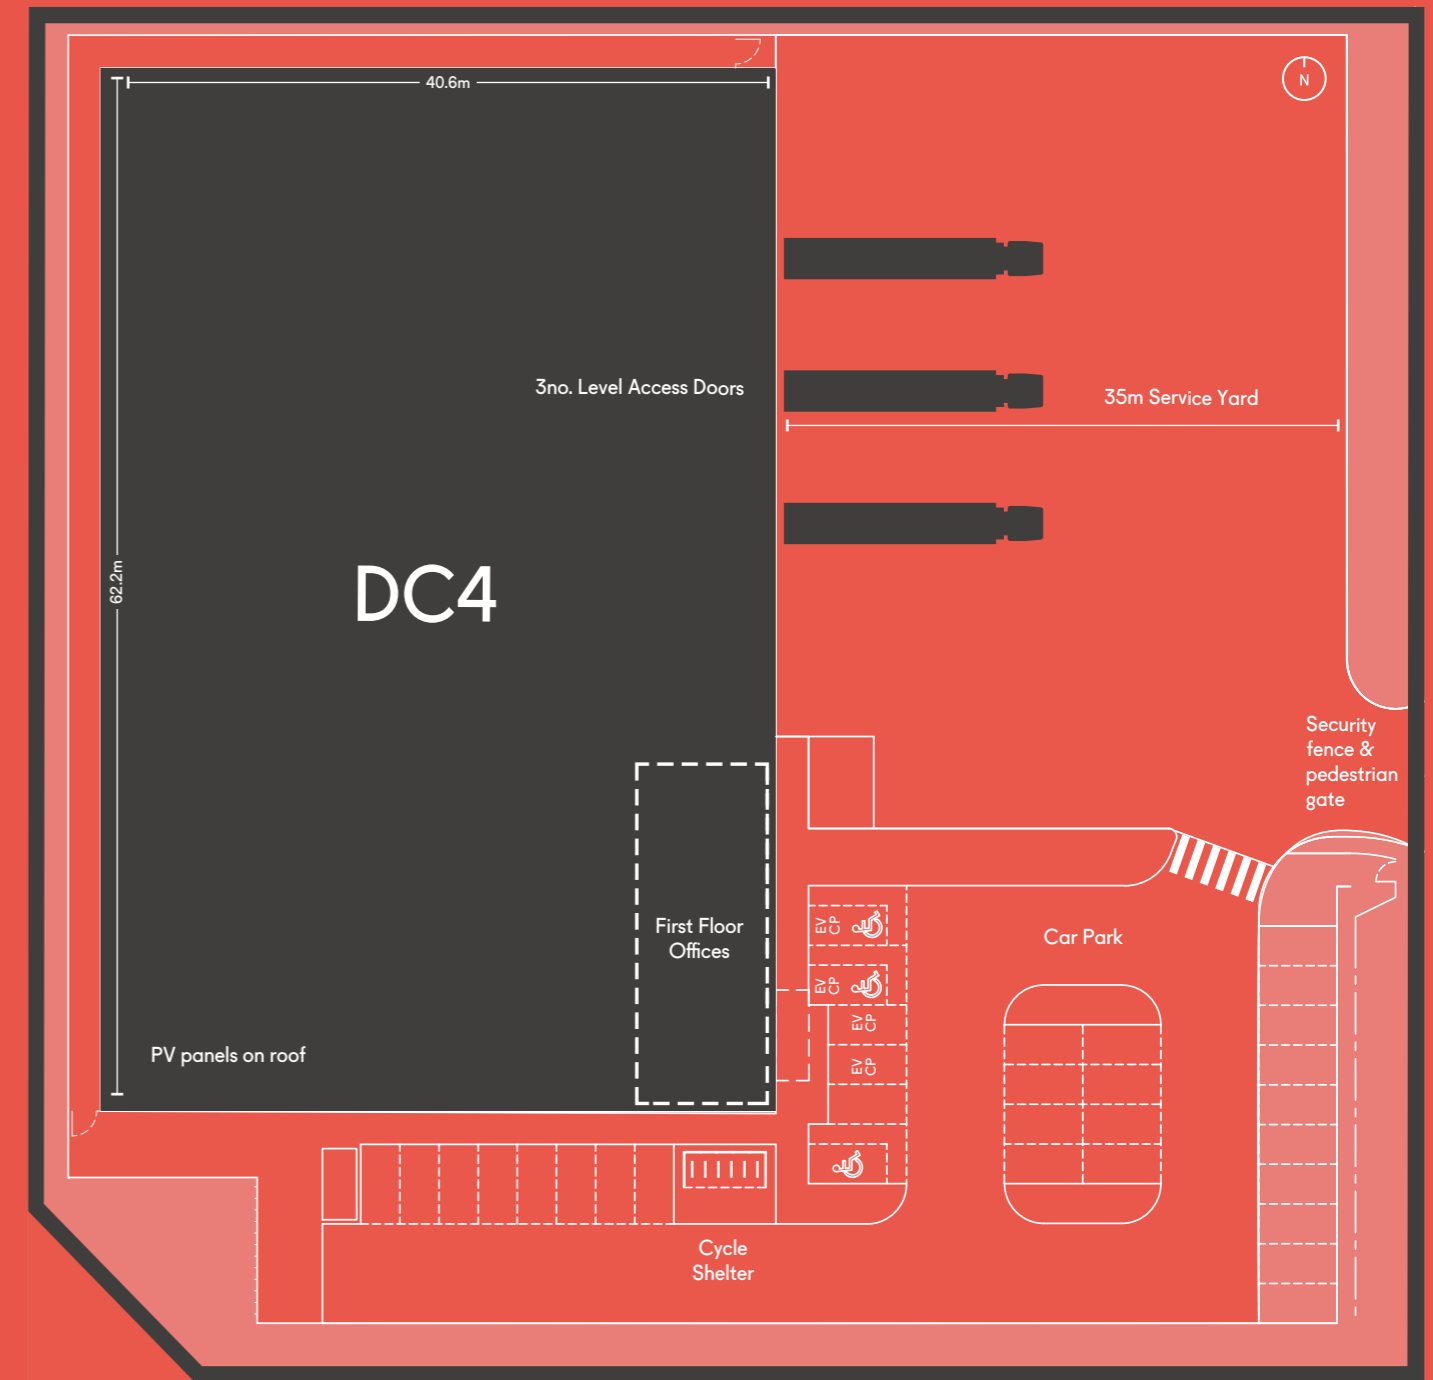 40.6m
N
3no. Level Access Doors
35m Service Yard
62.2m
DC4
Security
fence &
pedestrian
gate
First Floor
Offices
EV
CP
Car Park
EV
CP
EV
CP
EV
CP
PV panels on roof
Cycle
Shelter